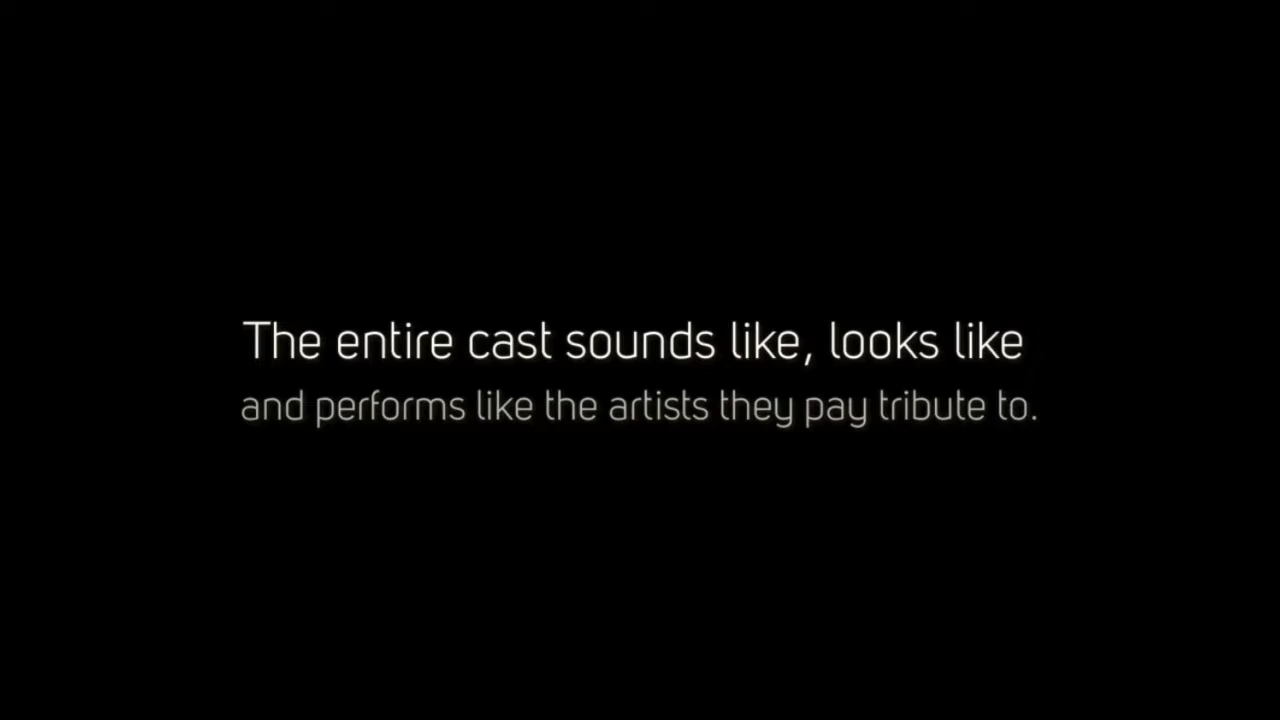 The entire cast sounds like, looks like
and performs like the artists they pay tribute to.